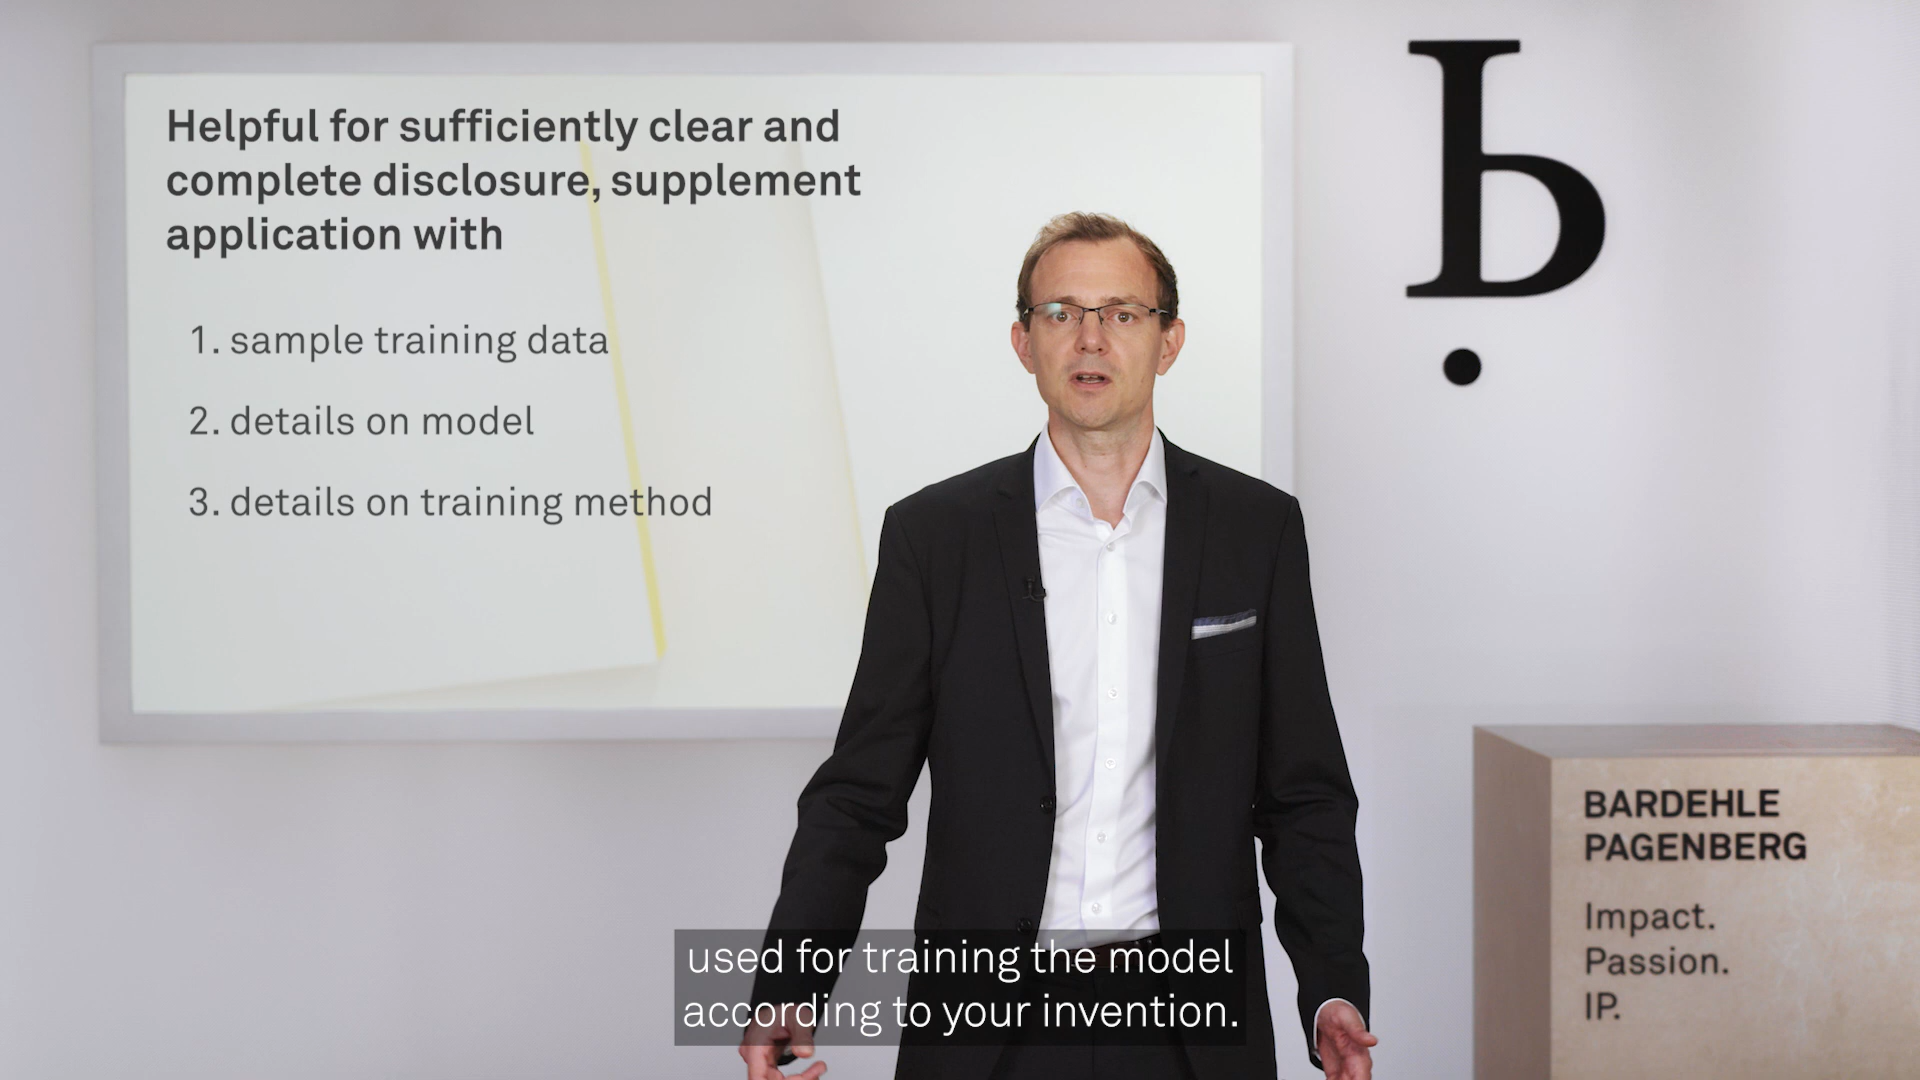 Helpful for sufficiently clear and
complete disclosure, supplement
application with
1. sample training data
2. details on model
3. details on training method
BARDEHLE
PAGENBERG
Impact.
Passion.
IP.
used for training the model
according to your invention.